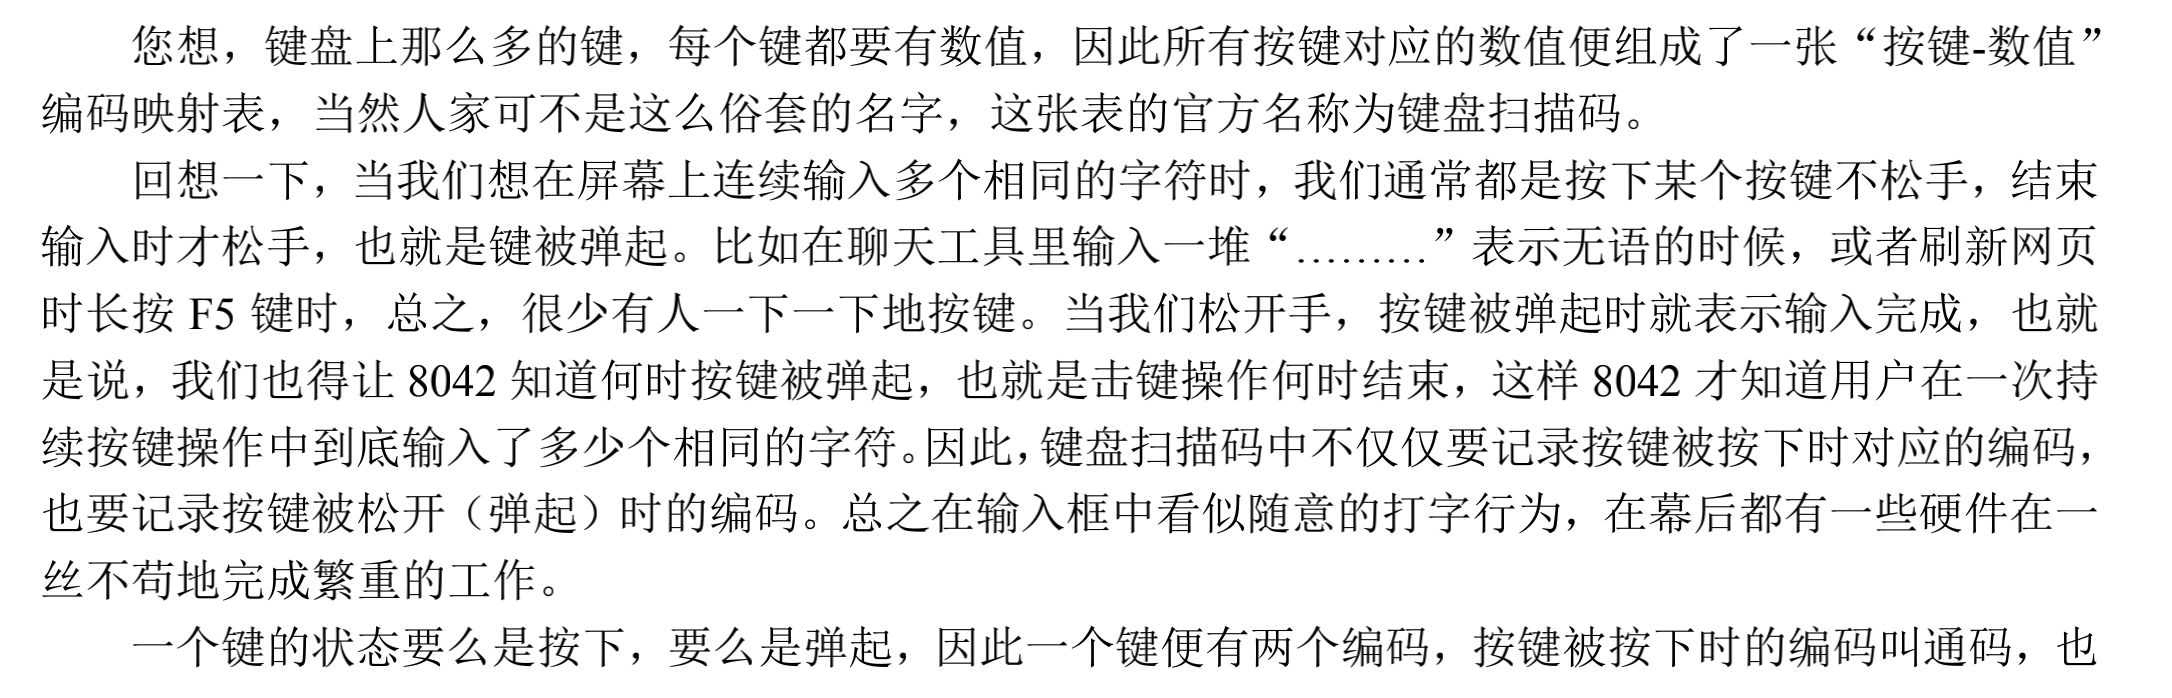 您想，键盘上那么多的键，每个键都要有数值，因此所有按键对应的数值便组成了一张“按键-数值”
编码映射表，当然人家可不是这么俗套的名字，这张表的官方名称为键盘扫描码。
回想一下，当我们想在屏幕上连续输入多个相同的字符时，我们通常都是按下某个按键不松手，结束
输入时才松手，也就是键被弹起。比如在聊天工具里输入一堆“………”表示无语的时候，或者刷新网页
时长按 F5 键时，总之，很少有人一下一下地按键。当我们松开手，按键被弹起时就表示输入完成，也就
是说，我们也得让 8042 知道何时按键被弹起，也就是击键操作何时结束，这样 8042 才知道用户在一次持
续按键操作中到底输入了多少个相同的字符。因此，键盘扫描码中不仅仅要记录按键被按下时对应的编码，
也要记录按键被松开（弹起）时的编码。总之在输入框中看似随意的打字行为，在幕后都有一些硬件在一
丝不苟地完成繁重的工作。
一个键的状态要么是按下，要么是弹起，因此一个键便有两个编码，按键被按下时的编码叫通码，也